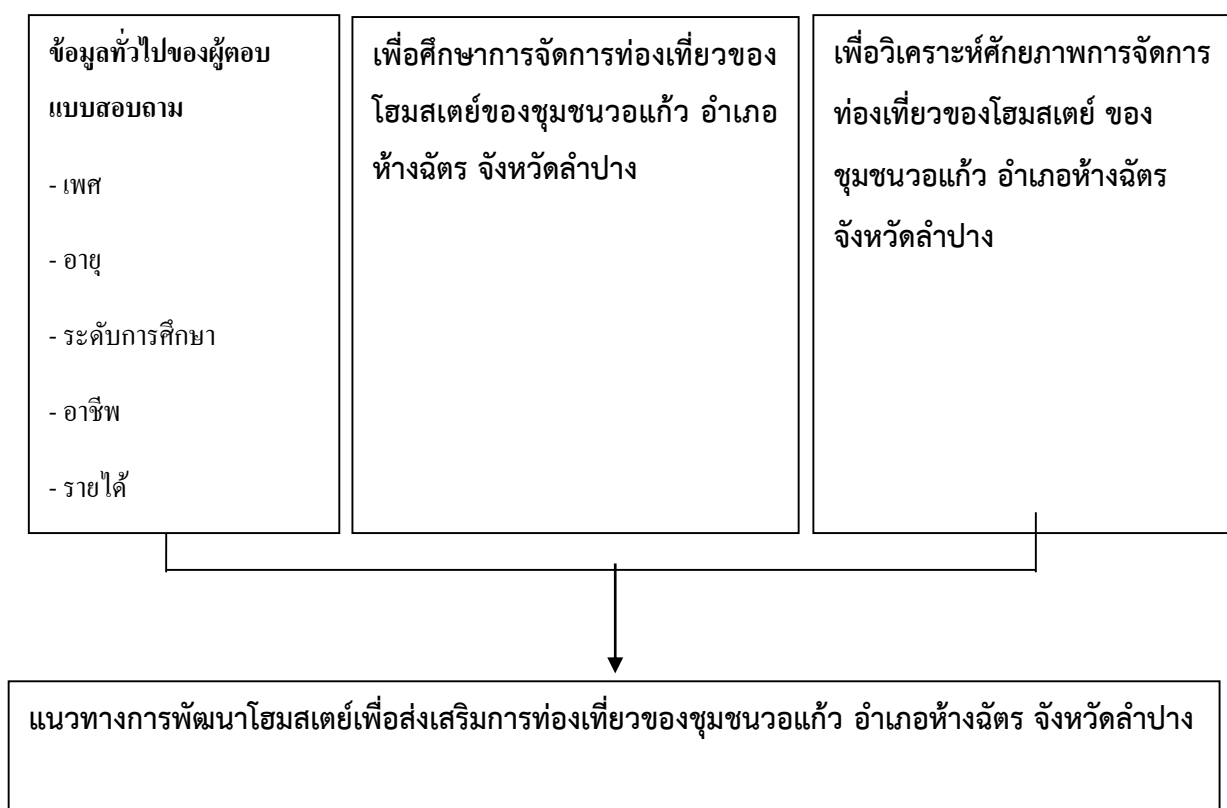 ข้อมูลทั่วไปของผู้ตอบ
แบบสอบถาม
- เพศ
- อายุ
- ระดับการศึกษา
- อาชีพ
- รายได้
เพื่อศึกษาการจัดการท่องเที่ยวของ
โฮมสเตย์ของชุมชนวอแก้ว อำเภอ
ห้างฉัตร จังหวัดลำปาง
เพื่อวิเคราะห์ศักยภาพการจัดการ
ท่องเที่ยวของโฮมสเตย์ ของ
ชุมชนวอแก้ว อำเภอห้างฉัตร
จังหวัดลำปาง
แนวทางการพัฒนาโฮมสเตย์เพื่อส่งเสริมการท่องเที่ยวของชุมชนวอแก้ว อำเภอห้างฉัตร จังหวัดลำปาง